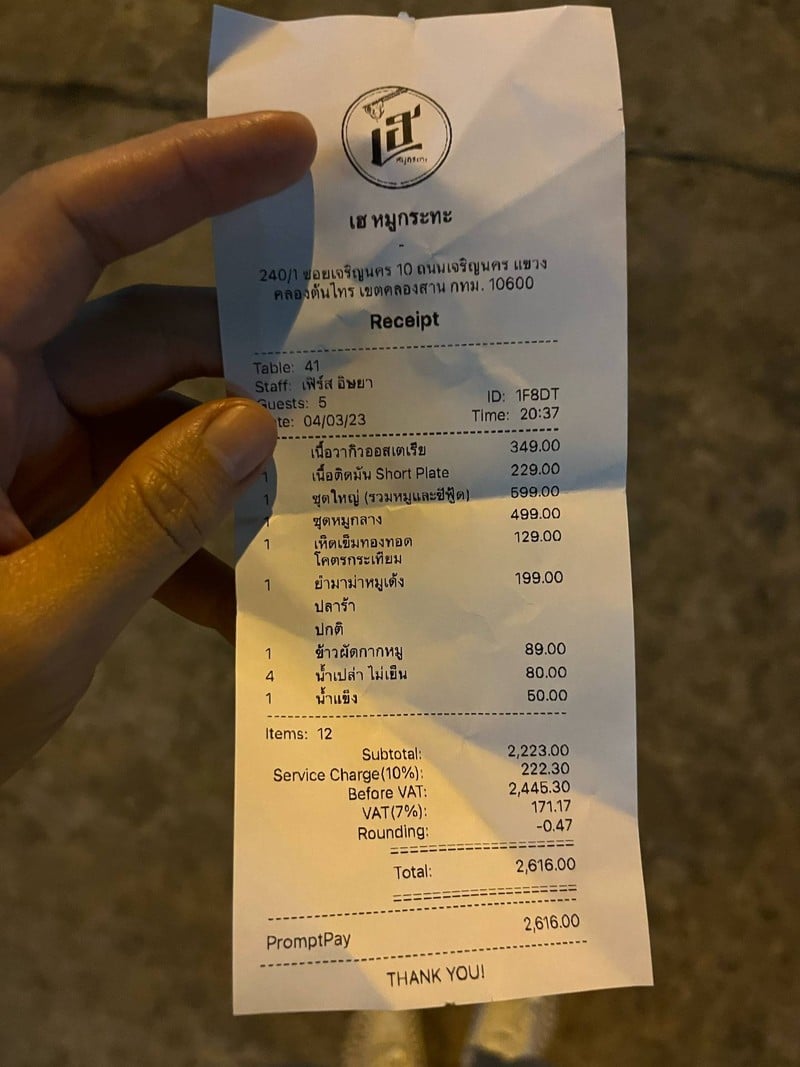 เฮ
หมูกระทะ
เฮ หมูกระทะ
-
240/1 ซอยเจริญนคร 10 ถนนเจริญนคร แขวง
คลองต้นไทร เขตคลองสาน กทม. 10600
Receipt
Table: 41
Staff: เฟิร์ส อิษยา
Guests: 5 ID: 1F8DT
te: 04/03/23 Time: 20:37
เนื้อวากิวออสเตรีย 349.00
1 เนื้อติดมัน Short Plate 229.00
1 ชุดใหญ่ (รวมหมูและซีฟู้ด) 599.00
1 ชุดหมูกลาง 499.00
1 เห็ดเข็มทองทอด 129.00
โคตรกระเทียม
1 ยำมาม่าหมูเด้ง 199.00
ปลาร้า
ปกติ
1 ข้าวผัดกากหมู 89.00
4 น้ำเปล่า ไม่เย็น 80.00
1 น้ำแข็ง 50.00
Items: 12
Subtotal: 2,223.00
Service Charge(10%): 222.30
Before VAT: 2,445.30
VAT(7%): 171.17
Rounding: -0.47
Total: 2,616.00
2,616.00
PromptPay
THANK YOU!